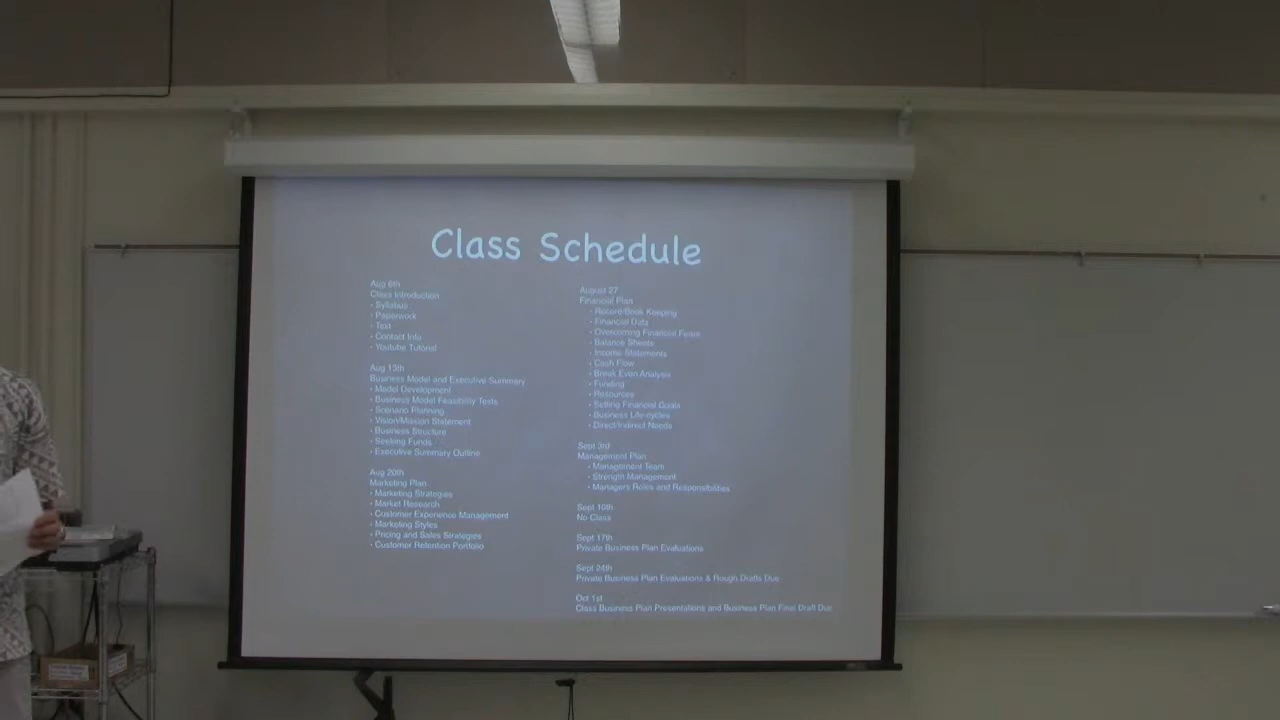 Class Schedule
Aug 6th
Class Introduction
- Syllabus
- Paperwork
- Text
- Contact Info
- Youtube Tutorial
Aug 13th
Business Model and Executive Summary
- Model Development
- Business Model Feasibility Tests
- Scenario Planning
- Vision/Mission Statement
- Business Structure
- Seeking Funds
- Executive Summary Outline
Aug 20th
Marketing Plan
- Marketing Strategies
- Market Research
- Customer Experience Management
- Marketing Styles
- Pricing and Sales Strategies
- Customer Retention Portfolio
August 27
Financial Plan
- Record/Book Keeping
- Financial Data
- Overcoming Financial Fears
- Balance Sheets
- Income Statements
- Cash Flow
- Break Even Analysis
- Funding
- Resources
- Setting Financial Goals
- Business Life-cycles
- Direct/Indirect Needs
Sept 3rd
Management Plan
- Management Team
- Strength Management
- Managers Roles and Responsibilities
Sept 10th
No Class
Sept 17th
Private Business Plan Evaluations
Sept 24th
Private Business Plan Evaluations & Rough Drafts Due
Oct 1st
Class Business Plan Presentations and Business Plan Final Draft Due